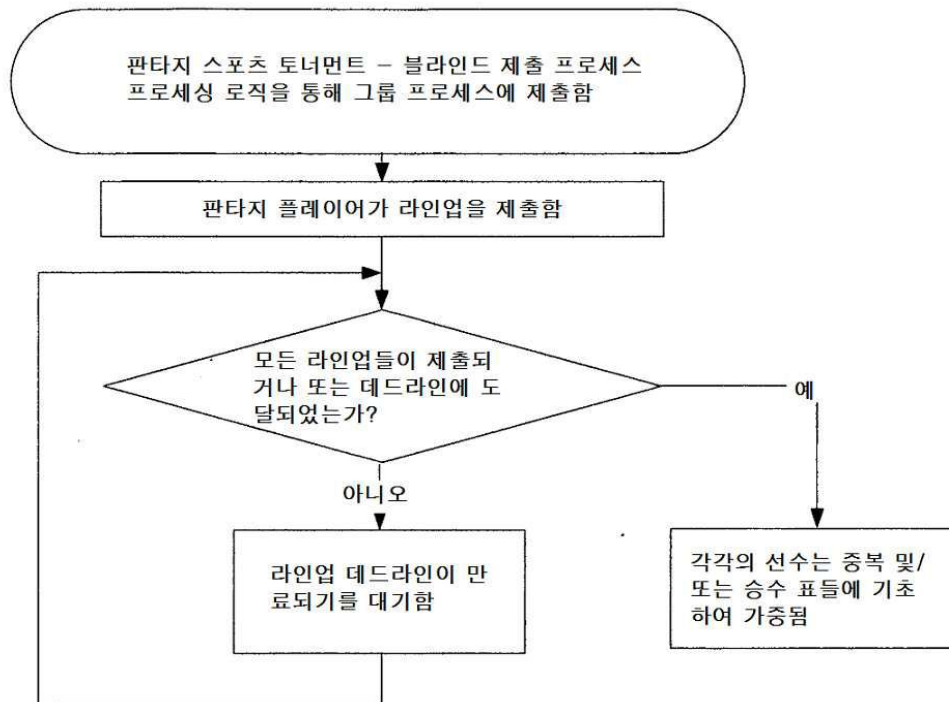 판타지 스포츠 토너먼트 – 블라인드 제출 프로세스
프로세싱 로직을 통해 그룹 프로세스에 제출함
판타지 플레이어가 라인업을 제출함
모든 라인업들이 제출되
거나 또는 데드라인에 도
달되었는가?
예
아니오
라인업 데드라인이 만
료되기를 대기함
각각의 선수는 중복 및/
또는 승수 표들에 기초
하여 가중됨